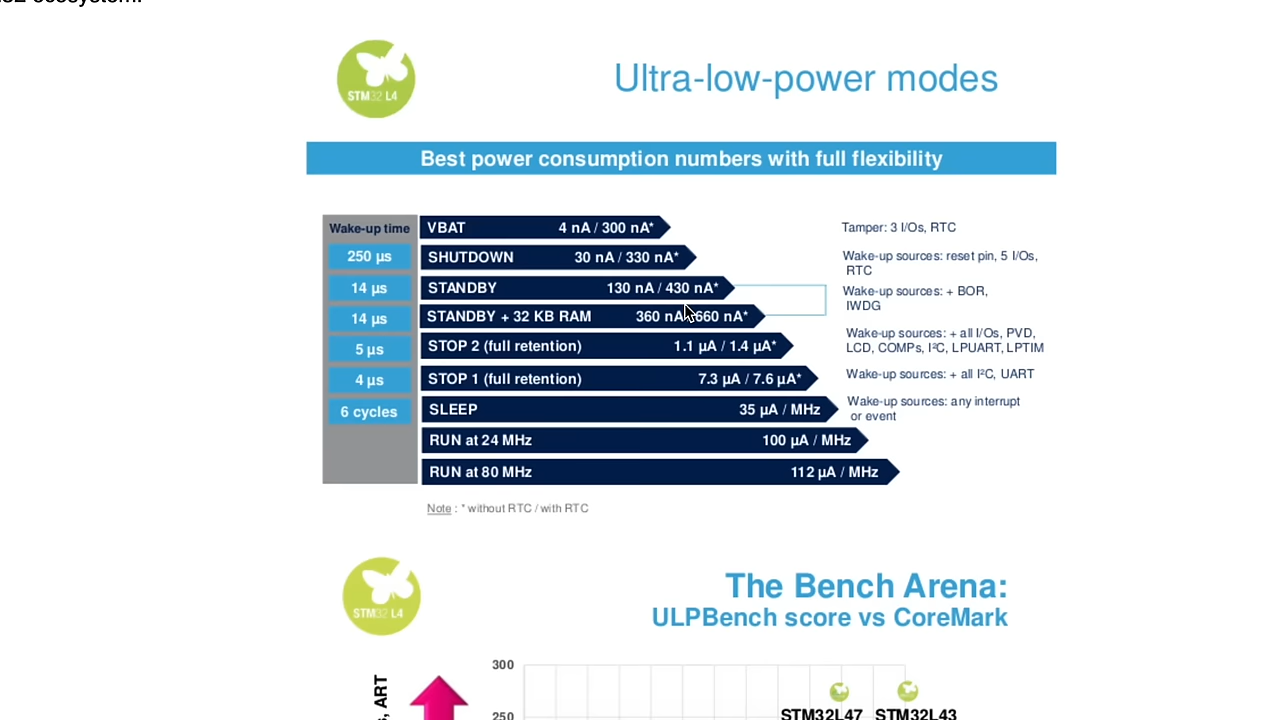 ecosystem.
STM32 L4
Ultra-low-power modes
Best power consumption numbers with full flexibility
Wake-up time
VBAT 4 nA / 300 nA*
Tamper: 3 I/Os, RTC
250 µs
SHUTDOWN 30 nA / 330 nA*
Wake-up sources: reset pin, 5 I/Os,
RTC
14 µs
STANDBY 130 nA / 430 nA*
Wake-up sources: + BOR,
IWDG
14 µs
STANDBY + 32 KB RAM 360 nA 660 nA*
5 µs
STOP 2 (full retention) 1.1 µA / 1.4 µA*
Wake-up sources: + all I/Os, PVD,
LCD, COMPs, I²C, LPUART, LPTIM
4 µs
STOP 1 (full retention) 7.3 µA / 7.6 µA*
Wake-up sources: + all I²C, UART
6 cycles
SLEEP 35 µA / MHz
Wake-up sources: any interrupt
or event
RUN at 24 MHz 100 µA / MHz
RUN at 80 MHz 112 µA / MHz
Note : * without RTC / with RTC
STM32 L4
The Bench Arena:
ULPBench score vs CoreMark
300
250
, ART
STM32L47 STM32L43